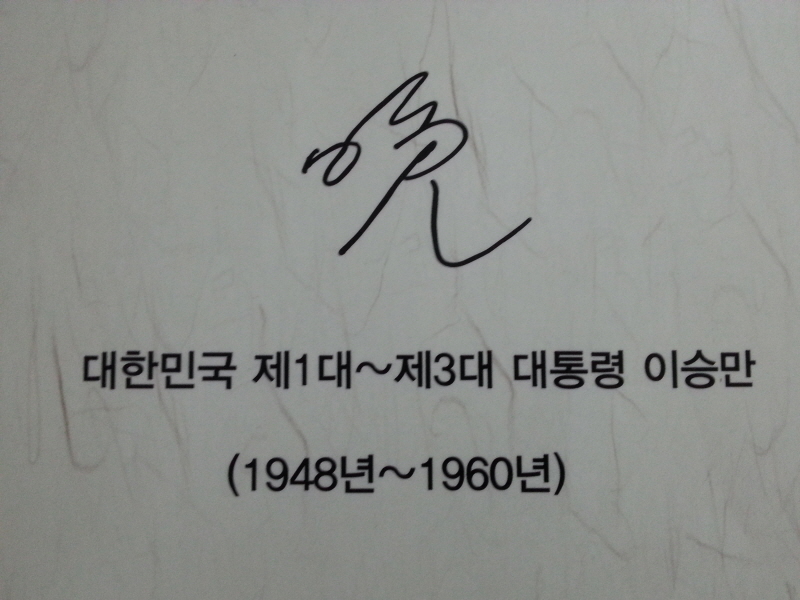 晩
대한민국 제1대~제3대 대통령 이승만
(1948년~1960년)